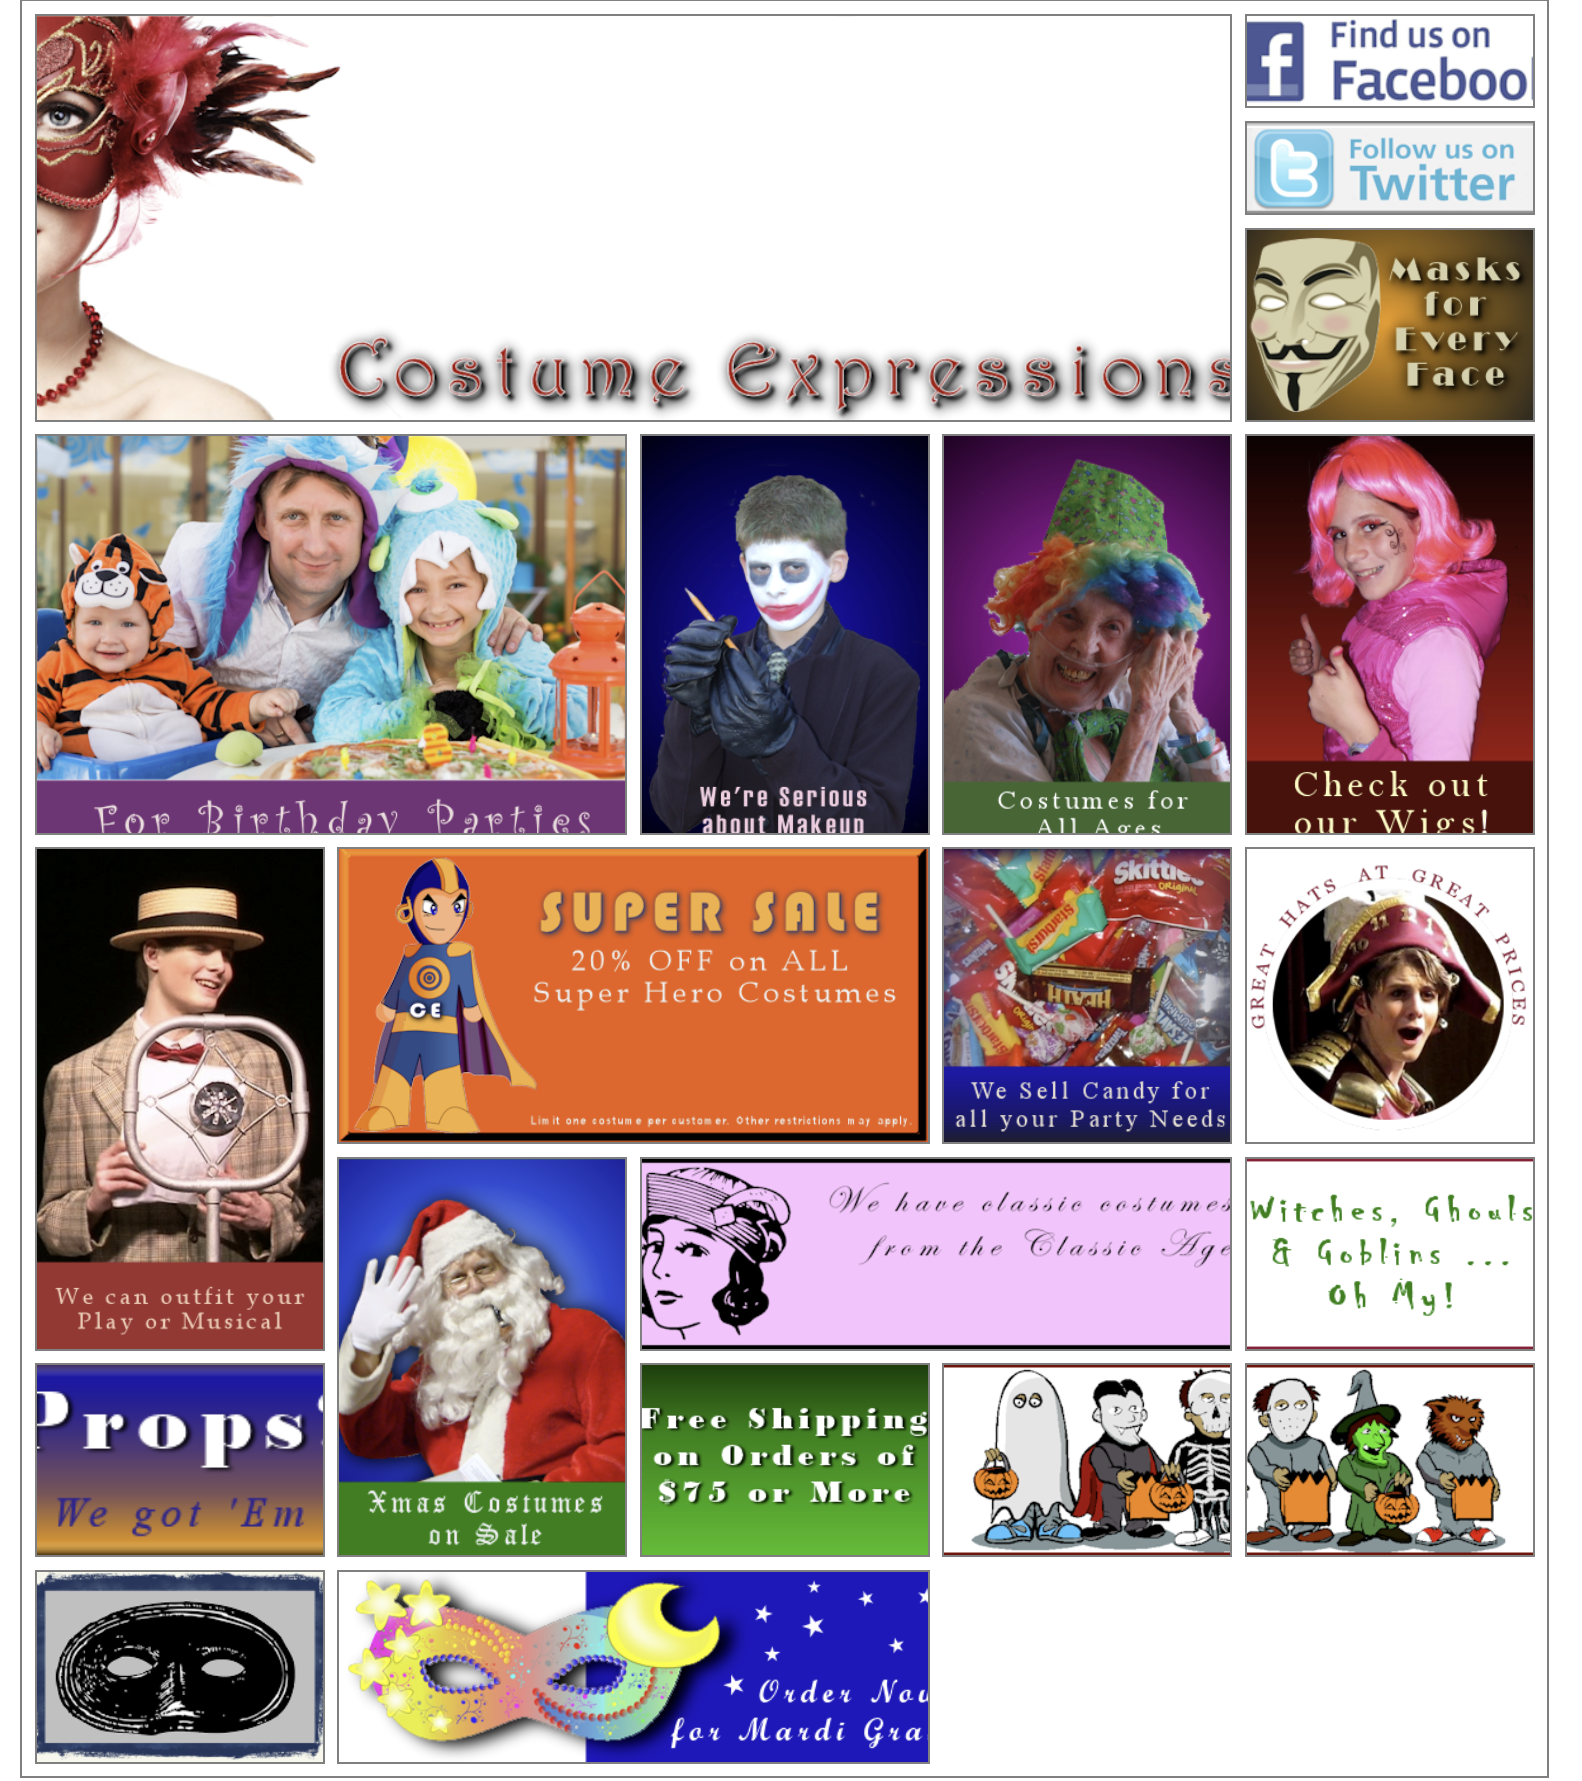 Find us on
Facebook
Follow us on
Twitter
Masks
for
Every
Face
Costume Expressions
For Birthday Parties
We're Serious
about Makeup
Costumes for
All Ages
Check out
our Wigs!
We can outfit your
Play or Musical
SUPER SALE
20% OFF on ALL
Super Hero Costumes
CE
Limit one costume per customer. Other restrictions may apply.
Skittles
Original
Starburst
HEATH
We Sell Candy for
all your Party Needs
GREAT HATS AT GREAT PRICES
10 11 12 1
Xmas Costumes
on Sale
We have classic costumes
from the Classic Age
Witches, Ghouls
& Goblins ...
Oh My!
Props?
We got 'Em
Free Shipping
on Orders of
$75 or More
Order Now
for Mardi Gra